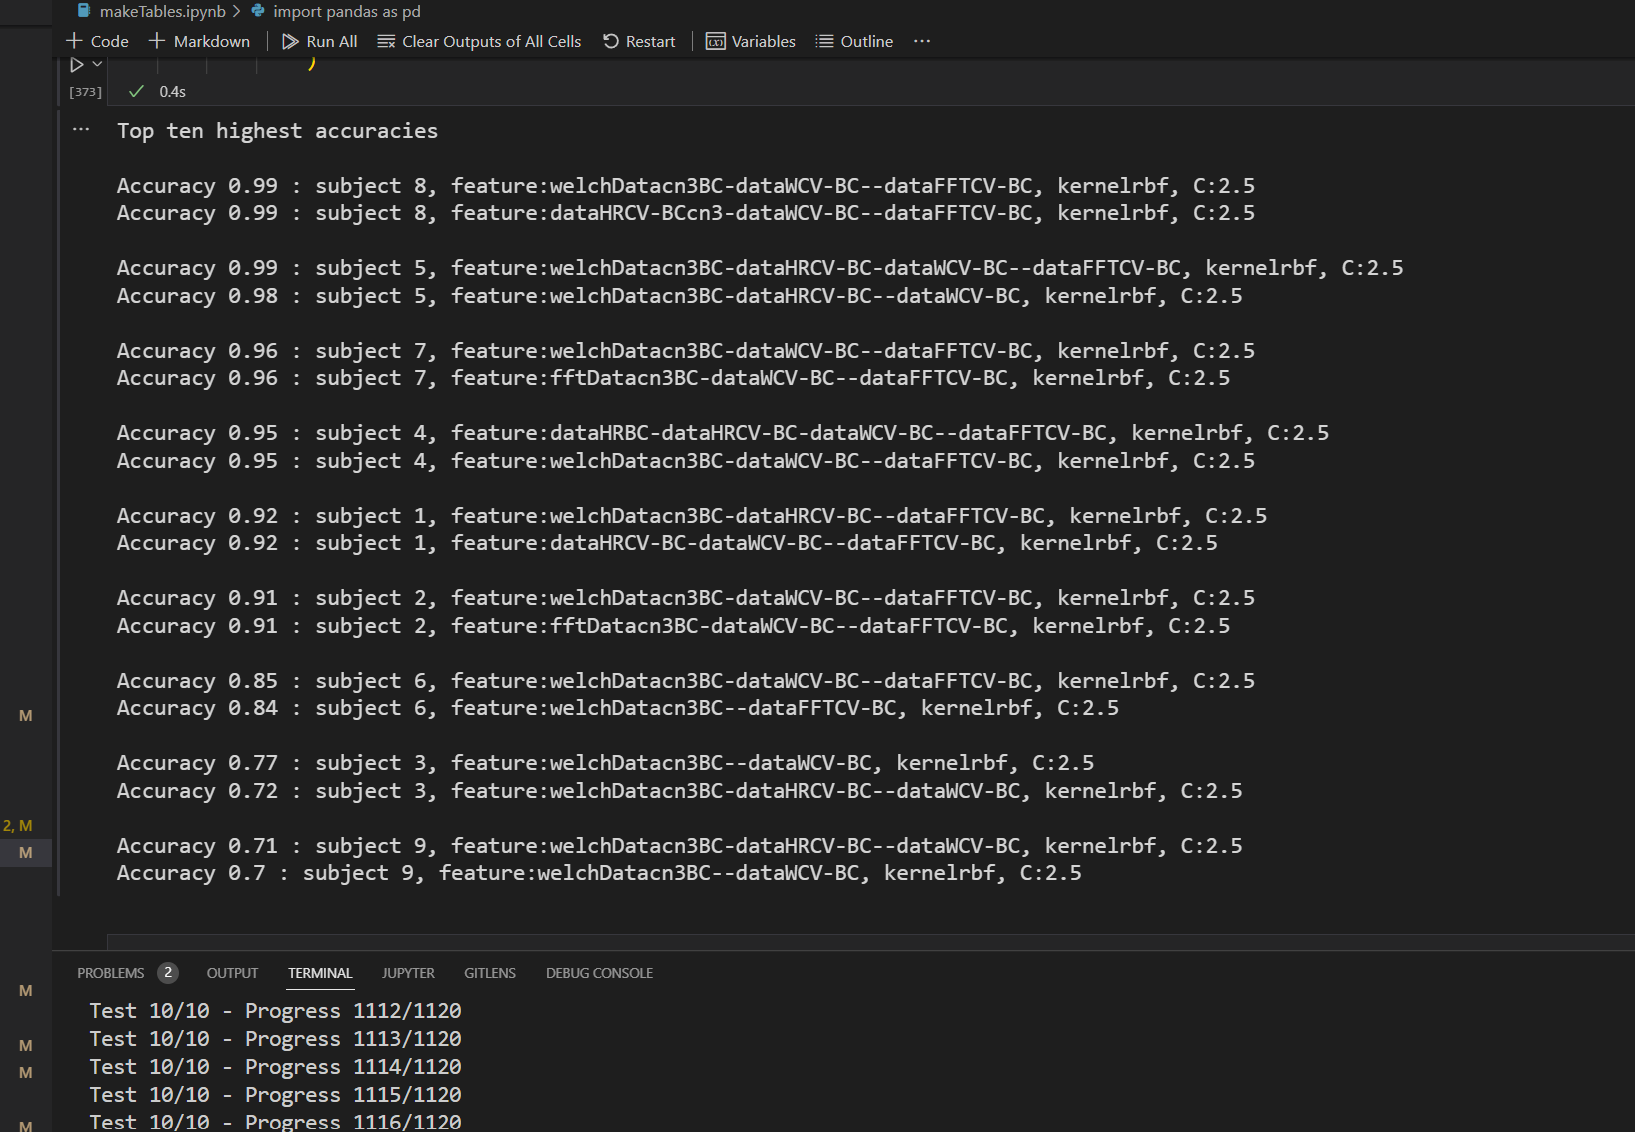 makeTables.ipynb > import pandas as pd
+ Code + Markdown | Run All Clear Outputs of All Cells Restart | Variables Outline ...
)
[373] ✓ 0.4s
... Top ten highest accuracies
Accuracy 0.99 : subject 8, feature:welchDatacn3BC-dataWCV-BC--dataFFTCV-BC, kernelrbf, C:2.5
Accuracy 0.99 : subject 8, feature:dataHRCV-BCcn3-dataWCV-BC--dataFFTCV-BC, kernelrbf, C:2.5
Accuracy 0.99 : subject 5, feature:welchDatacn3BC-dataHRCV-BC-dataWCV-BC--dataFFTCV-BC, kernelrbf, C:2.5
Accuracy 0.98 : subject 5, feature:welchDatacn3BC-dataHRCV-BC--dataWCV-BC, kernelrbf, C:2.5
Accuracy 0.96 : subject 7, feature:welchDatacn3BC-dataWCV-BC--dataFFTCV-BC, kernelrbf, C:2.5
Accuracy 0.96 : subject 7, feature:fftDatacn3BC-dataWCV-BC--dataFFTCV-BC, kernelrbf, C:2.5
Accuracy 0.95 : subject 4, feature:dataHRBC-dataHRCV-BC-dataWCV-BC--dataFFTCV-BC, kernelrbf, C:2.5
Accuracy 0.95 : subject 4, feature:welchDatacn3BC-dataWCV-BC--dataFFTCV-BC, kernelrbf, C:2.5
Accuracy 0.92 : subject 1, feature:welchDatacn3BC-dataHRCV-BC--dataFFTCV-BC, kernelrbf, C:2.5
Accuracy 0.92 : subject 1, feature:dataHRCV-BC-dataWCV-BC--dataFFTCV-BC, kernelrbf, C:2.5
Accuracy 0.91 : subject 2, feature:welchDatacn3BC-dataWCV-BC--dataFFTCV-BC, kernelrbf, C:2.5
Accuracy 0.91 : subject 2, feature:fftDatacn3BC-dataWCV-BC--dataFFTCV-BC, kernelrbf, C:2.5
Accuracy 0.85 : subject 6, feature:welchDatacn3BC-dataWCV-BC--dataFFTCV-BC, kernelrbf, C:2.5
M Accuracy 0.84 : subject 6, feature:welchDatacn3BC--dataFFTCV-BC, kernelrbf, C:2.5
Accuracy 0.77 : subject 3, feature:welchDatacn3BC--dataWCV-BC, kernelrbf, C:2.5
Accuracy 0.72 : subject 3, feature:welchDatacn3BC-dataHRCV-BC--dataWCV-BC, kernelrbf, C:2.5
2, M
M Accuracy 0.71 : subject 9, feature:welchDatacn3BC-dataHRCV-BC--dataWCV-BC, kernelrbf, C:2.5
Accuracy 0.7 : subject 9, feature:welchDatacn3BC--dataWCV-BC, kernelrbf, C:2.5
PROBLEMS 2 OUTPUT TERMINAL JUPYTER GITLENS DEBUG CONSOLE
M
Test 10/10 - Progress 1112/1120
M Test 10/10 - Progress 1113/1120
M Test 10/10 - Progress 1114/1120
Test 10/10 - Progress 1115/1120
M Test 10/10 - Progress 1116/1120